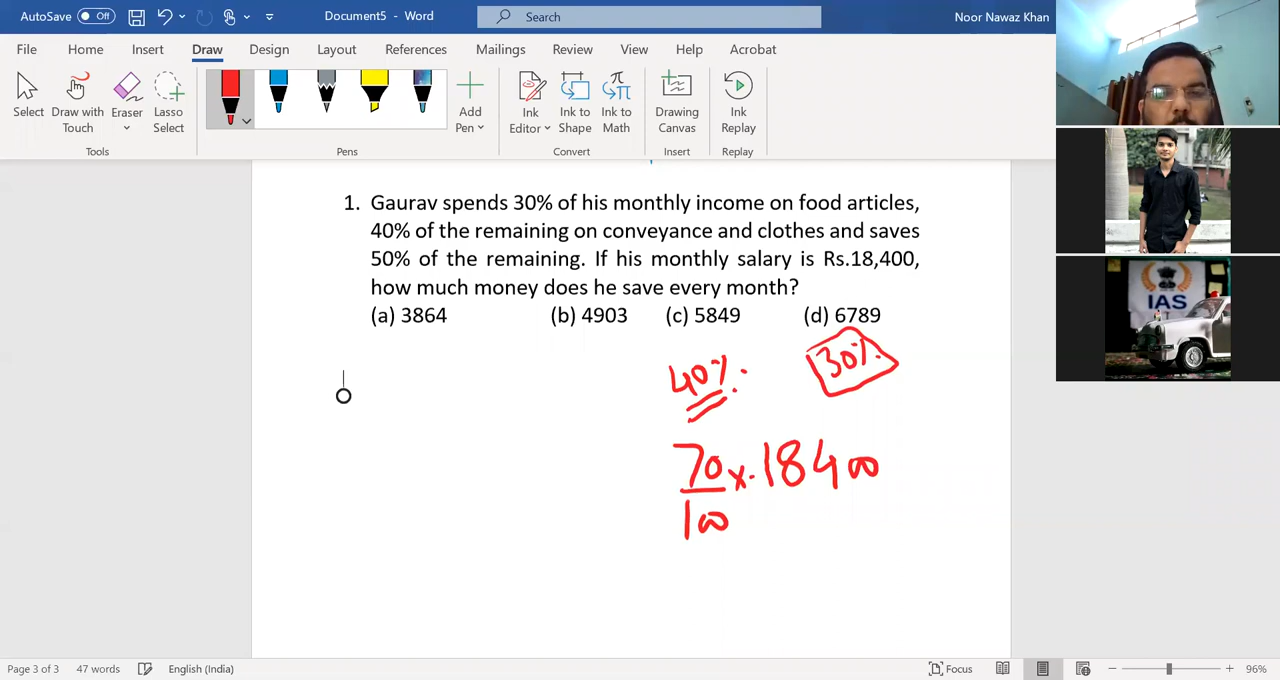 AutoSave Off Document5 - Word Search Noor Nawaz Khan
File Home Insert Draw Design Layout References Mailings Review View Help Acrobat
Select Draw with Touch Eraser Lasso Select Add Pen Ink Editor Ink to Shape Ink to Math Drawing Canvas Ink Replay
Tools Pens Convert Insert Replay
1. Gaurav spends 30% of his monthly income on food articles,
40% of the remaining on conveyance and clothes and saves
50% of the remaining. If his monthly salary is Rs.18,400,
how much money does he save every month?
(a) 3864 (b) 4903 (c) 5849 (d) 6789
40% 30%
70/100 x 18400
IAS
Page 3 of 3 47 words English (India) Focus 96%